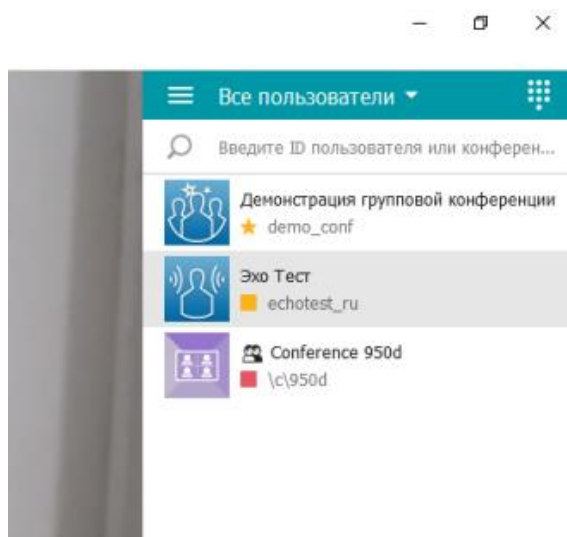 Все пользователи
Введите ID пользователя или конферен...
Демонстрация групповой конференции
demo_conf
Эхо Тест
echotest_ru
Conference 950d
\c\950d